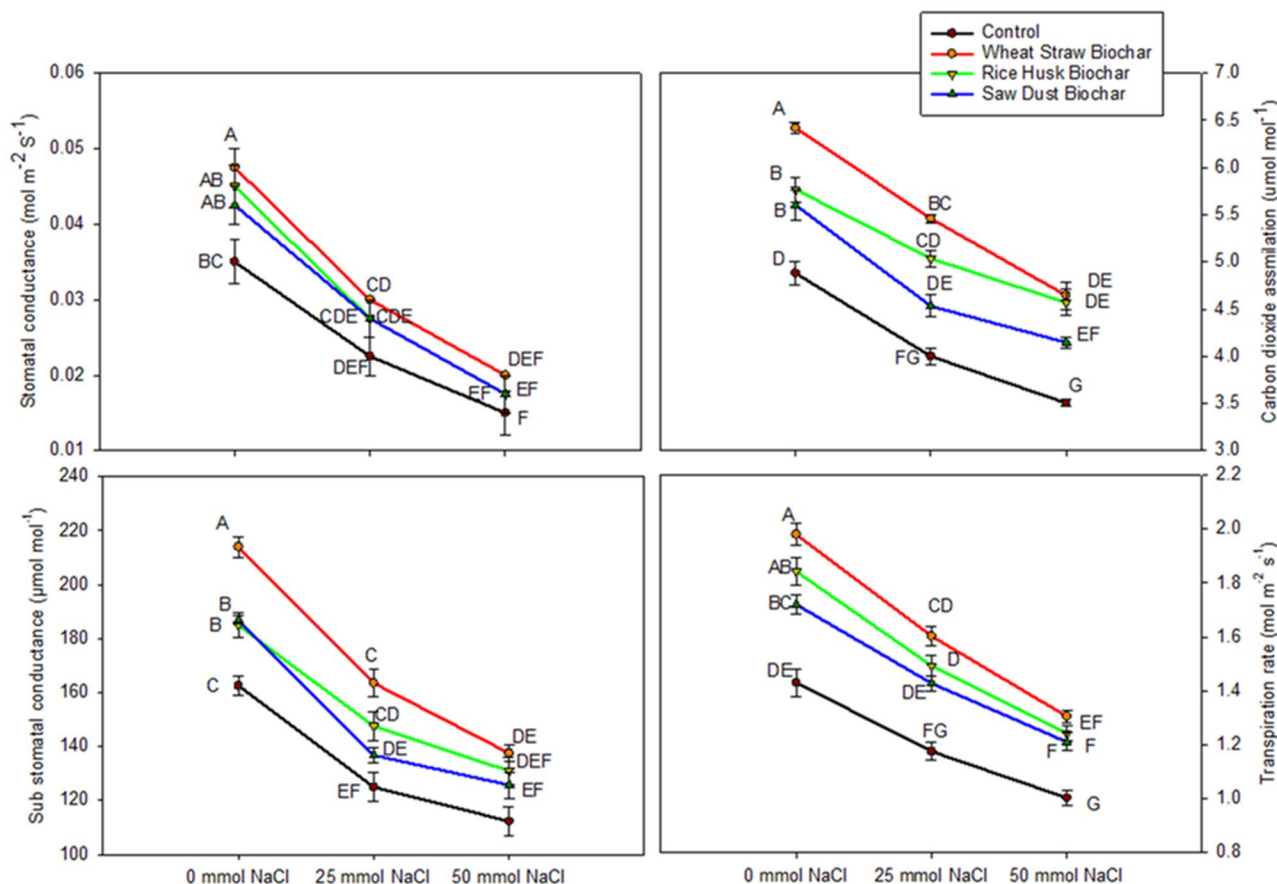 Control
Wheat Straw Biochar
Rice Husk Biochar
Saw Dust Biochar
Stomatal conductance (mol m⁻² S⁻¹)
0.06
0.05
0.04
0.03
0.02
0.01
A
AB
AB
BC
CD
CDE
CDE
DEF
DEF
EF
EF
F
7.0
6.5
6.0
5.5
5.0
4.5
4.0
3.5
3.0
Carbon dioxide assmilation (umol mol⁻¹)
A
B
B
D
BC
CD
DE
FG
DE
DE
EF
G
Sub stomatal conductance (µmol mol⁻¹)
240
220
200
180
160
140
120
100
A
B
B
C
C
CD
DE
EF
DE
DEF
EF
0 mmol NaCl
25 mmol NaCl
50 mmol NaCl
2.2
2.0
1.8
1.6
1.4
1.2
1.0
Transpiration rate (mol m⁻² s⁻¹)
A
AB
BC
DE
CD
D
DE
FG
EF
F
F
G
0 mmol NaCl
25 mmol NaCl
50 mmol NaCl